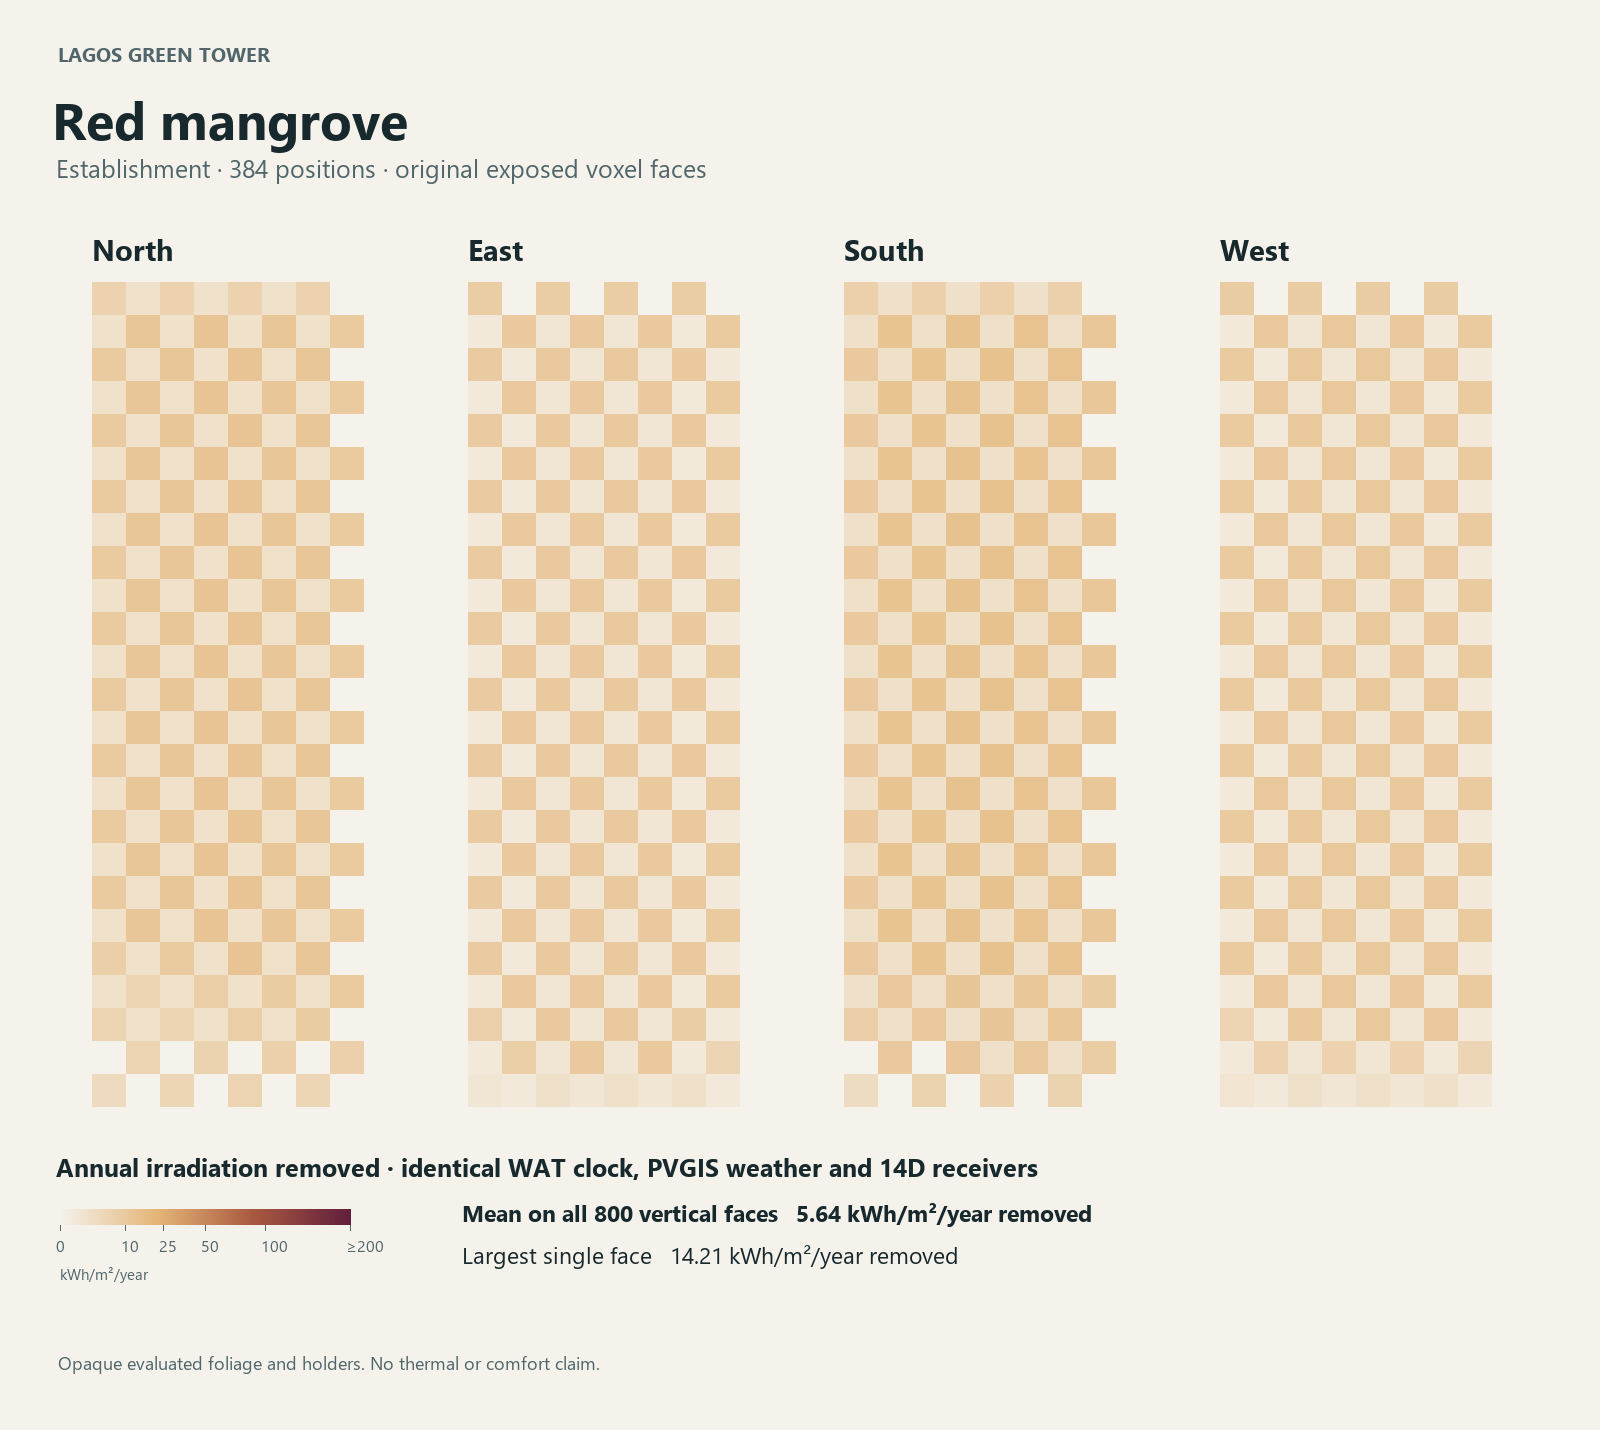 LAGOS GREEN TOWER
Red mangrove
Establishment · 384 positions · original exposed voxel faces
North East South West
Annual irradiation removed · identical WAT clock, PVGIS weather and 14D receivers
Mean on all 800 vertical faces 5.64 kWh/m²/year removed
0 10 25 50 100 ≥200
Largest single face 14.21 kWh/m²/year removed
kWh/m²/year
Opaque evaluated foliage and holders. No thermal or comfort claim.